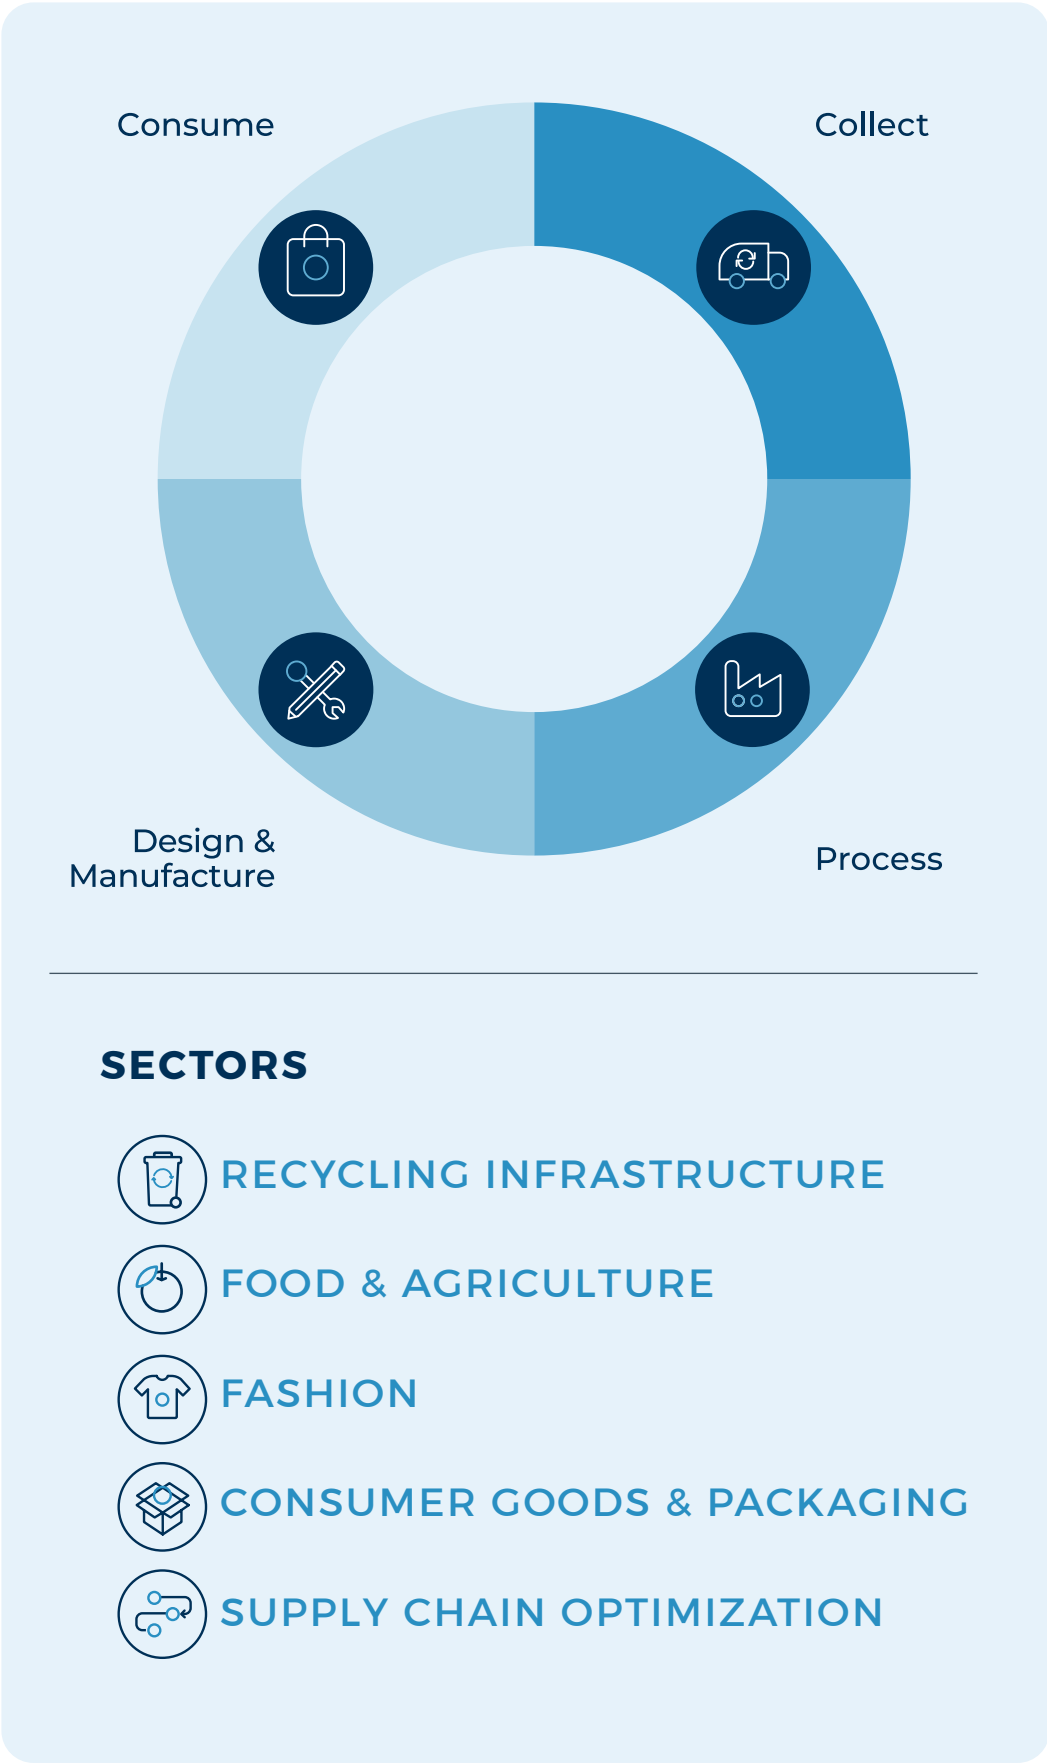 Consume
Collect
Design &
Manufacture
Process
SECTORS
RECYCLING INFRASTRUCTURE
FOOD & AGRICULTURE
FASHION
CONSUMER GOODS & PACKAGING
SUPPLY CHAIN OPTIMIZATION